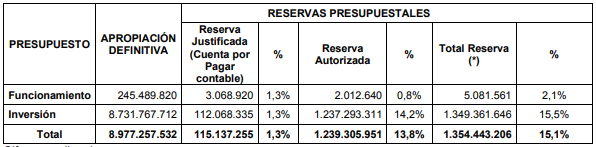 RESERVAS PRESUPUESTALES
PRESUPUESTO APROPIACIÓN DEFINITIVA Reserva Justificada (Cuenta por Pagar contable) % Reserva Autorizada % Total Reserva (*) %
Funcionamiento 245.489.820 3.068.920 1,3% 2.012.640 0,8% 5.081.561 2,1%
Inversión 8.731.767.712 112.068.335 1,3% 1.237.293.311 14,2% 1.349.361.646 15,5%
Total 8.977.257.532 115.137.255 1,3% 1.239.305.951 13,8% 1.354.443.206 15,1%